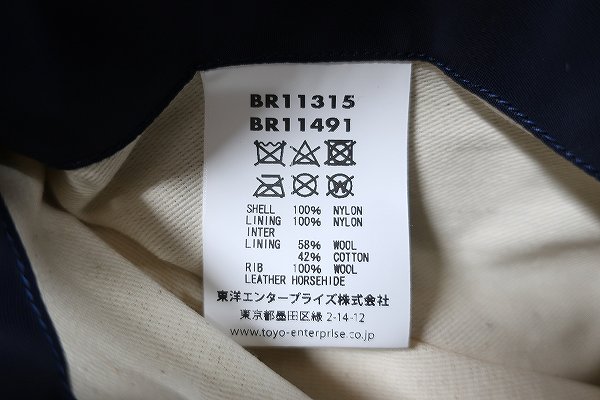 BR11315
BR11491
SHELL 100% NYLON
LINING 100% NYLON
INTER
LINING 58% WOOL
42% COTTON
RIB 100% WOOL
LEATHER HORSEHIDE
東洋エンタープライズ株式会社
東京都墨田区緑 2-14-12
www.toyo-enterprise.co.jp